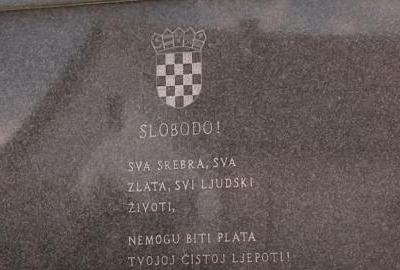 SLOBODO!
SVA SREBRA, SVA
ZLATA, SVI LJUDSKI
ŽIVOTI,
NEMOGU BITI PLATA
TVOJOJ ČISTOJ LJEPOTI!